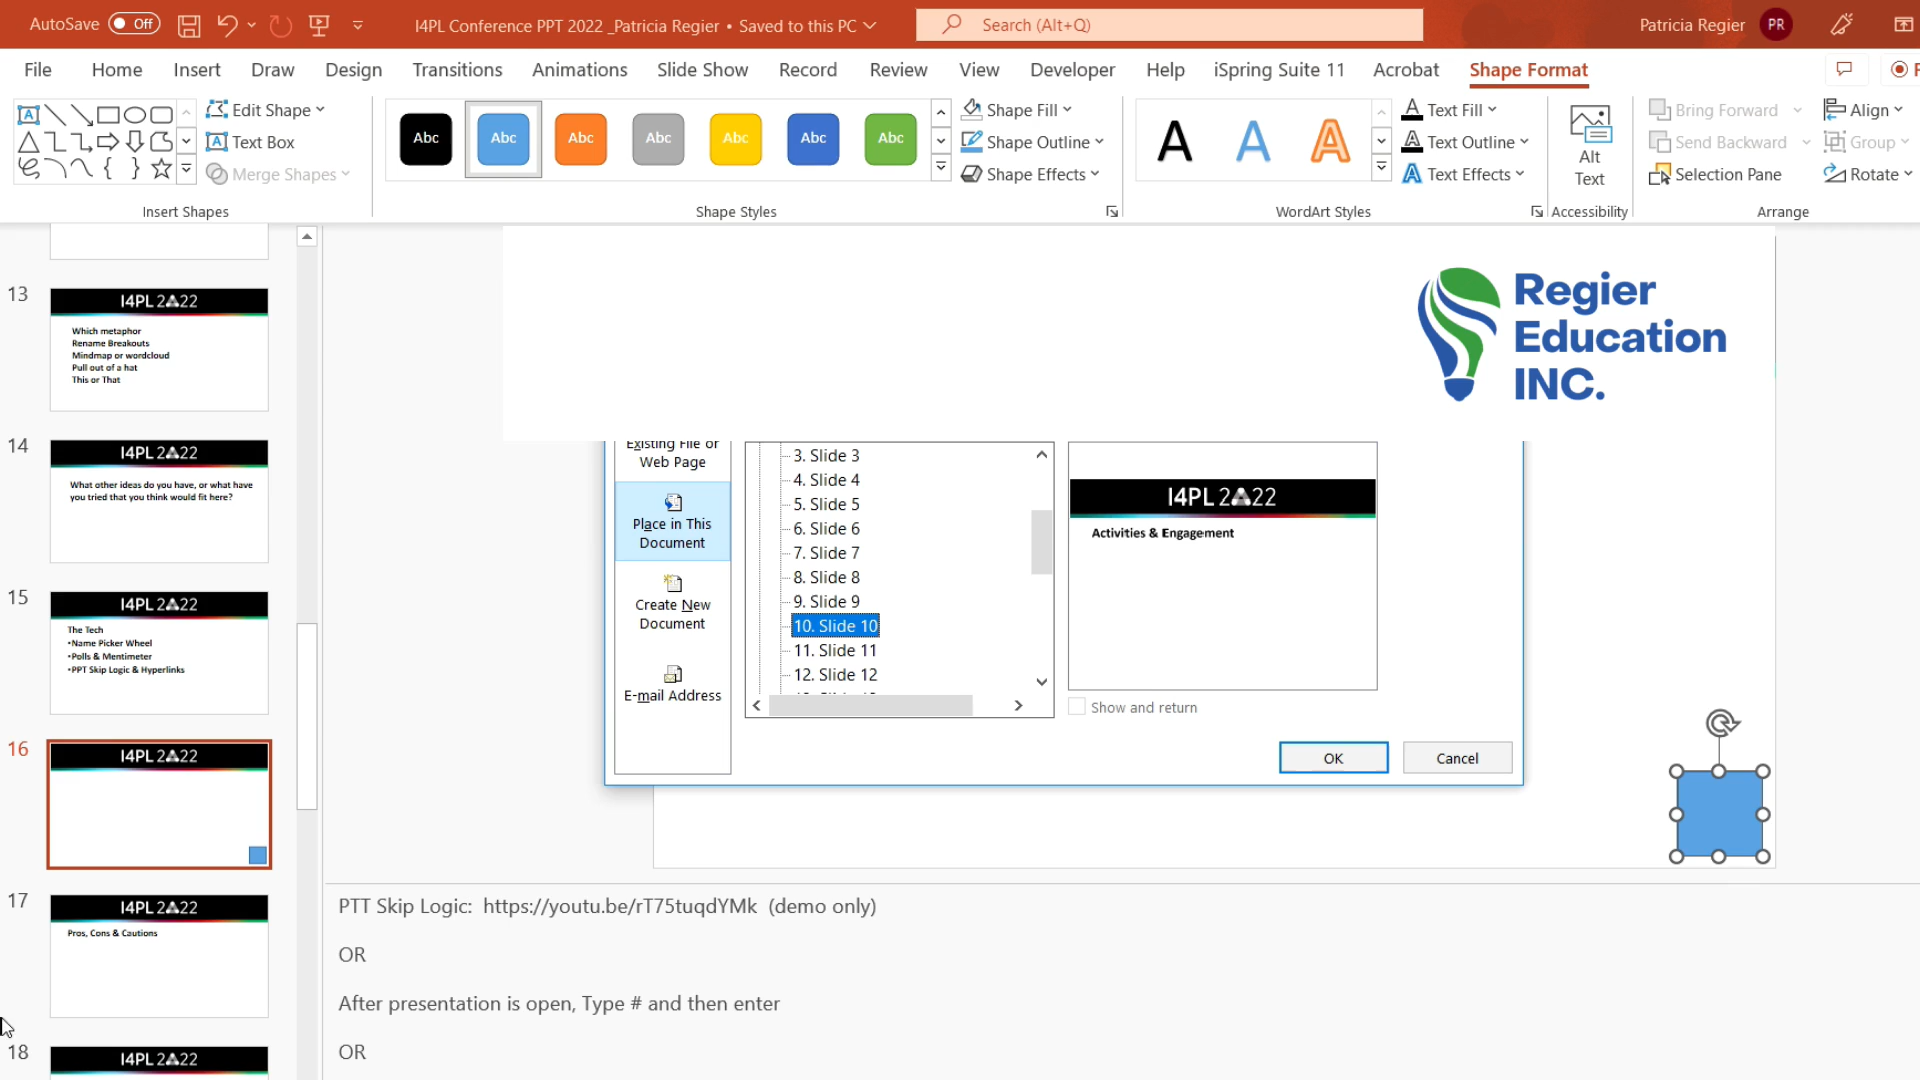 AutoSave Off
I4PL Conference PPT 2022 _Patricia Regier • Saved to this PC
Search (Alt+Q)
Patricia Regier PR
File Home Insert Draw Design Transitions Animations Slide Show Record Review View Developer Help iSpring Suite 11 Acrobat Shape Format
Edit Shape
Text Box
Merge Shapes
Insert Shapes
Abc Abc Abc Abc Abc Abc Abc
Shape Fill
Shape Outline
Shape Effects
Shape Styles
A A A
Text Fill
Text Outline
Text Effects
WordArt Styles
Alt
Text
Accessibility
Bring Forward
Send Backward
Selection Pane
Align
Group
Rotate
Arrange
13
I4PL 2022
Which metaphor
Rename Breakouts
Mindmap or wordcloud
Pull out of a hat
This or That
14
I4PL 2022
What other ideas do you have, or what have
you tried that you think would fit here?
15
I4PL 2022
The Tech
•Name Picker Wheel
•Polls & Mentimeter
•PPT Skip Logic & Hyperlinks
16
I4PL 2022
17
I4PL 2022
Pros, Cons & Cautions
18
I4PL 2022
Regier
Education
INC.
Existing File or
Web Page
Place in This
Document
Create New
Document
E-mail Address
3. Slide 3
4. Slide 4
5. Slide 5
6. Slide 6
7. Slide 7
8. Slide 8
9. Slide 9
10. Slide 10
11. Slide 11
12. Slide 12
I4PL 2022
Activities & Engagement
Show and return
OK
Cancel
PTT Skip Logic: https://youtu.be/rT75tuqdYMk (demo only)
OR
After presentation is open, Type # and then enter
OR